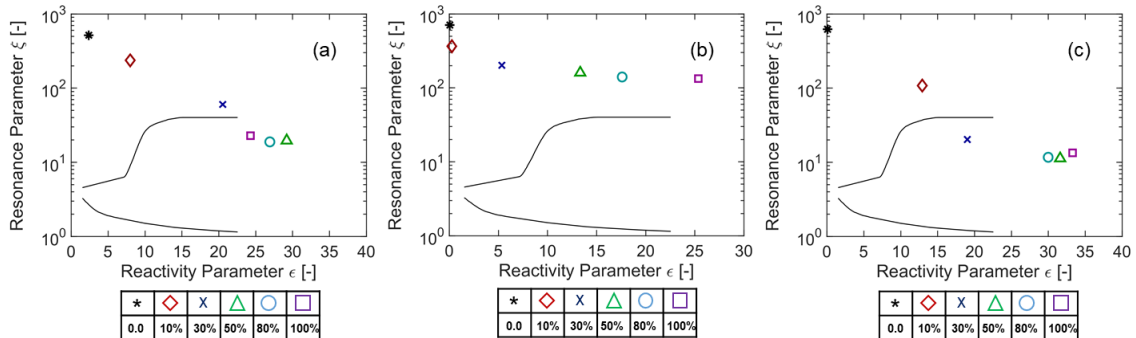 (a)
Resonance Parameter ξ [-]
10³
10²
10¹
10⁰
0 5 10 15 20 25 30 35 40
Reactivity Parameter ϵ [-]
* ◇ x △ ○ □
0.0 10% 30% 50% 80% 100%
(b)
Resonance Parameter ξ [-]
10³
10²
10¹
10⁰
0 5 10 15 20 25 30
Reactivity Parameter ϵ [-]
* ◇ x △ ○ □
0.0 10% 30% 50% 80% 100%
(c)
Resonance Parameter ξ [-]
10³
10²
10¹
10⁰
0 5 10 15 20 25 30 35 40
Reactivity Parameter ϵ [-]
* ◇ x △ ○ □
0.0 10% 30% 50% 80% 100%